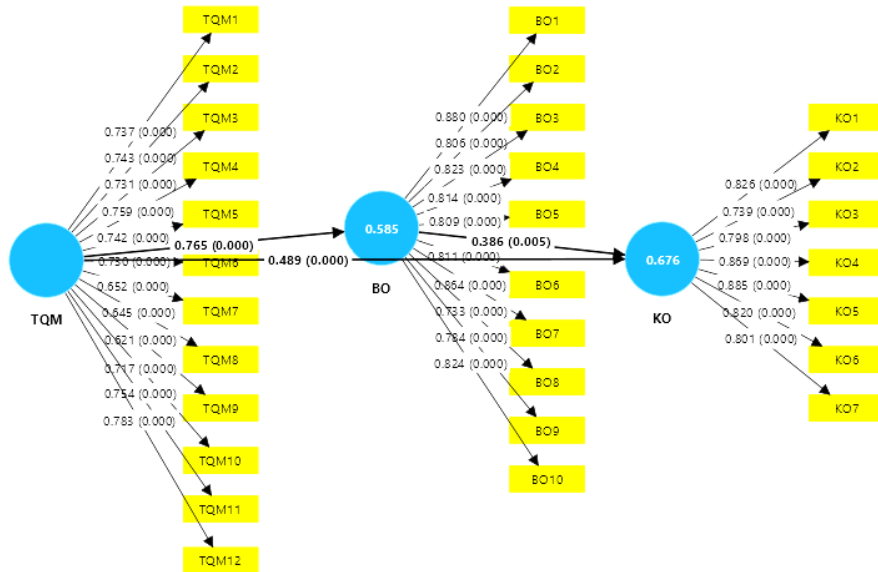 TQM1
TQM2
TQM3
TQM4
TQM5
TQM6
TQM7
TQM8
TQM9
TQM10
TQM11
TQM12
0.737 (0.000)
0.743 (0.000)
0.731 (0.000)
0.759 (0.000)
0.742 (0.000)
0.730 (0.000)
0.652 (0.000)
0.645 (0.000)
0.621 (0.000)
0.717 (0.000)
0.754 (0.000)
0.783 (0.000)
TQM
0.765 (0.000)
0.489 (0.000)
BO1
BO2
BO3
BO4
BO5
BO6
BO7
BO8
BO9
BO10
0.880 (0.000)
0.806 (0.000)
0.823 (0.000)
0.814 (0.000)
0.809 (0.000)
0.811 (0.000)
0.864 (0.000)
0.733 (0.000)
0.784 (0.000)
0.824 (0.000)
0.585
BO
0.386 (0.005)
KO1
KO2
KO3
KO4
KO5
KO6
KO7
0.826 (0.000)
0.739 (0.000)
0.798 (0.000)
0.869 (0.000)
0.885 (0.000)
0.820 (0.000)
0.801 (0.000)
0.676
KO